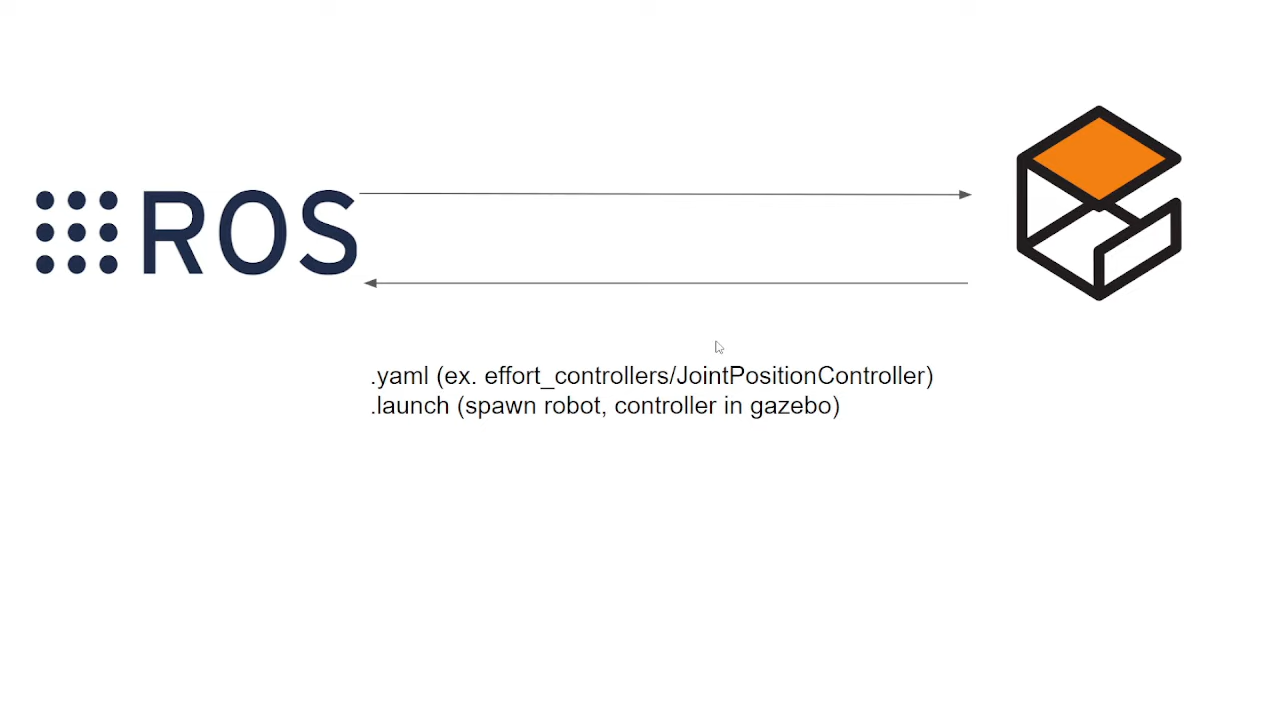 ROS
.yaml (ex. effort_controllers/JointPositionController)
.launch (spawn robot, controller in gazebo)